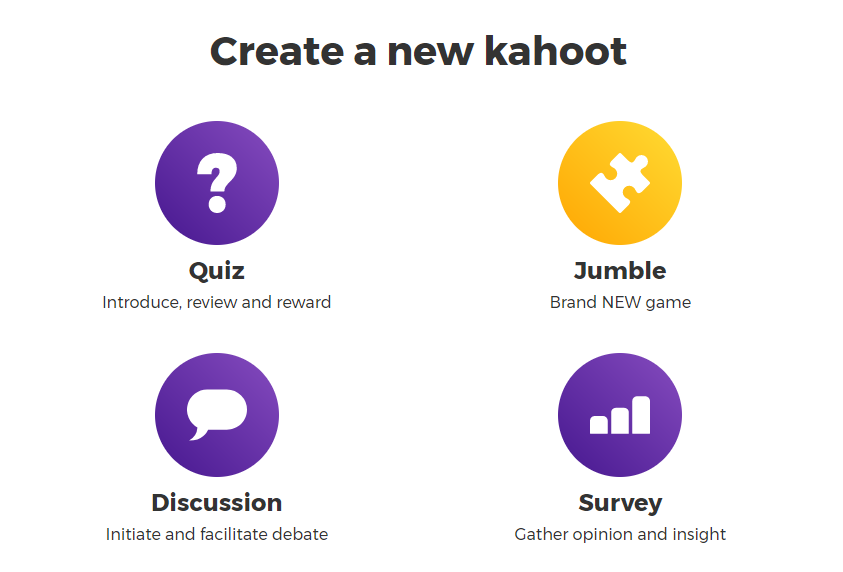 Create a new kahoot
Quiz
Introduce, review and reward
Jumble
Brand NEW game
Discussion
Initiate and facilitate debate
Survey
Gather opinion and insight